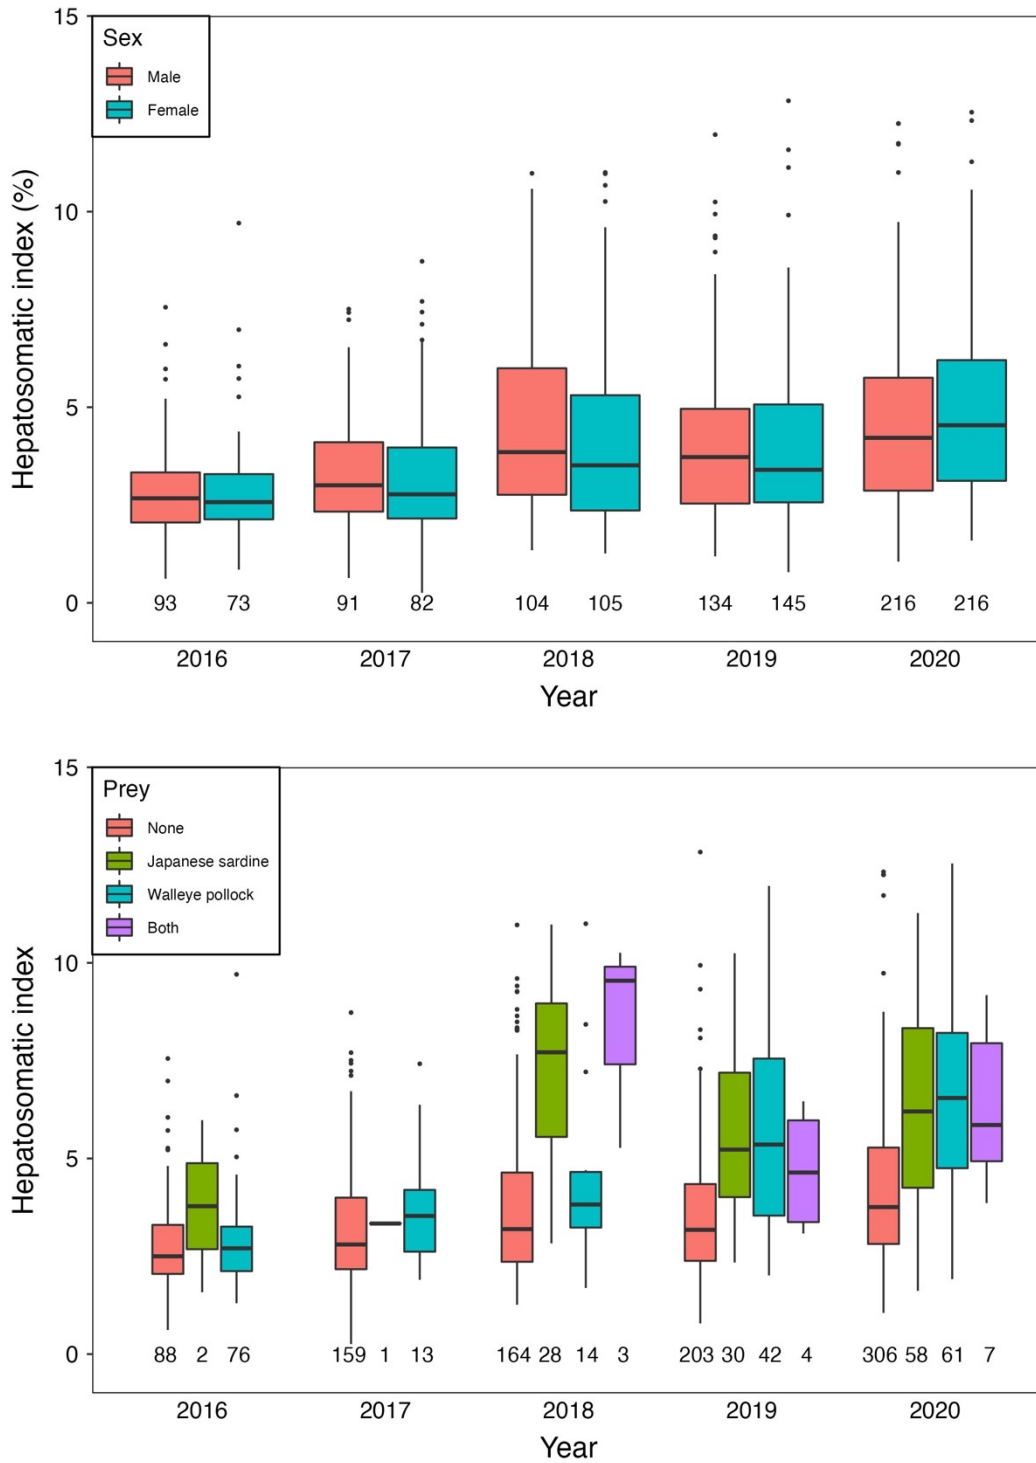 15
Sex
Male
Female
10
5
0
Hepatosomatic index (%)
93 73 91 82 104 105 134 145 216 216
2016 2017 2018 2019 2020
Year
15
Prey
None
Japanese sardine
Walleye pollock
Both
10
5
0
Hepatosomatic index
88 2 76 159 1 13 164 28 14 3 203 30 42 4 306 58 61 7
2016 2017 2018 2019 2020
Year